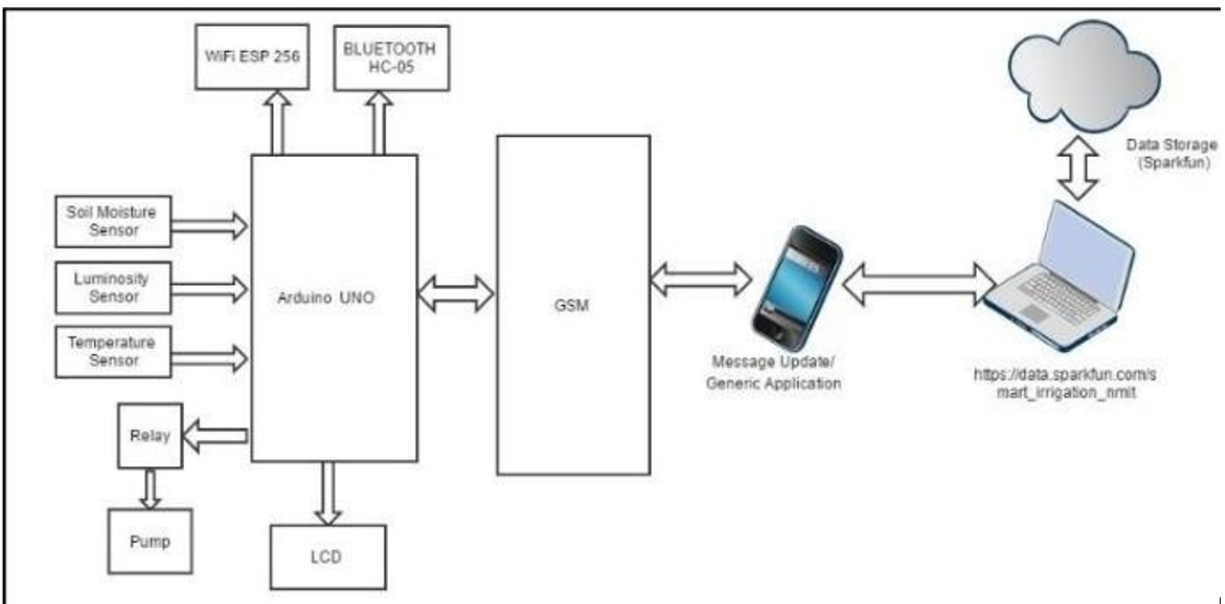 WiFi ESP 256
BLUETOOTH
HC-05
Data Storage
(Sparkfun)
Soil Moisture
Sensor
Luminosity
Sensor
Temperature
Sensor
Arduino UNO
GSM
Message Update/
Generic Application
https://data.sparkfun.com/s
mart_irrigation_nmit
Relay
Pump
LCD